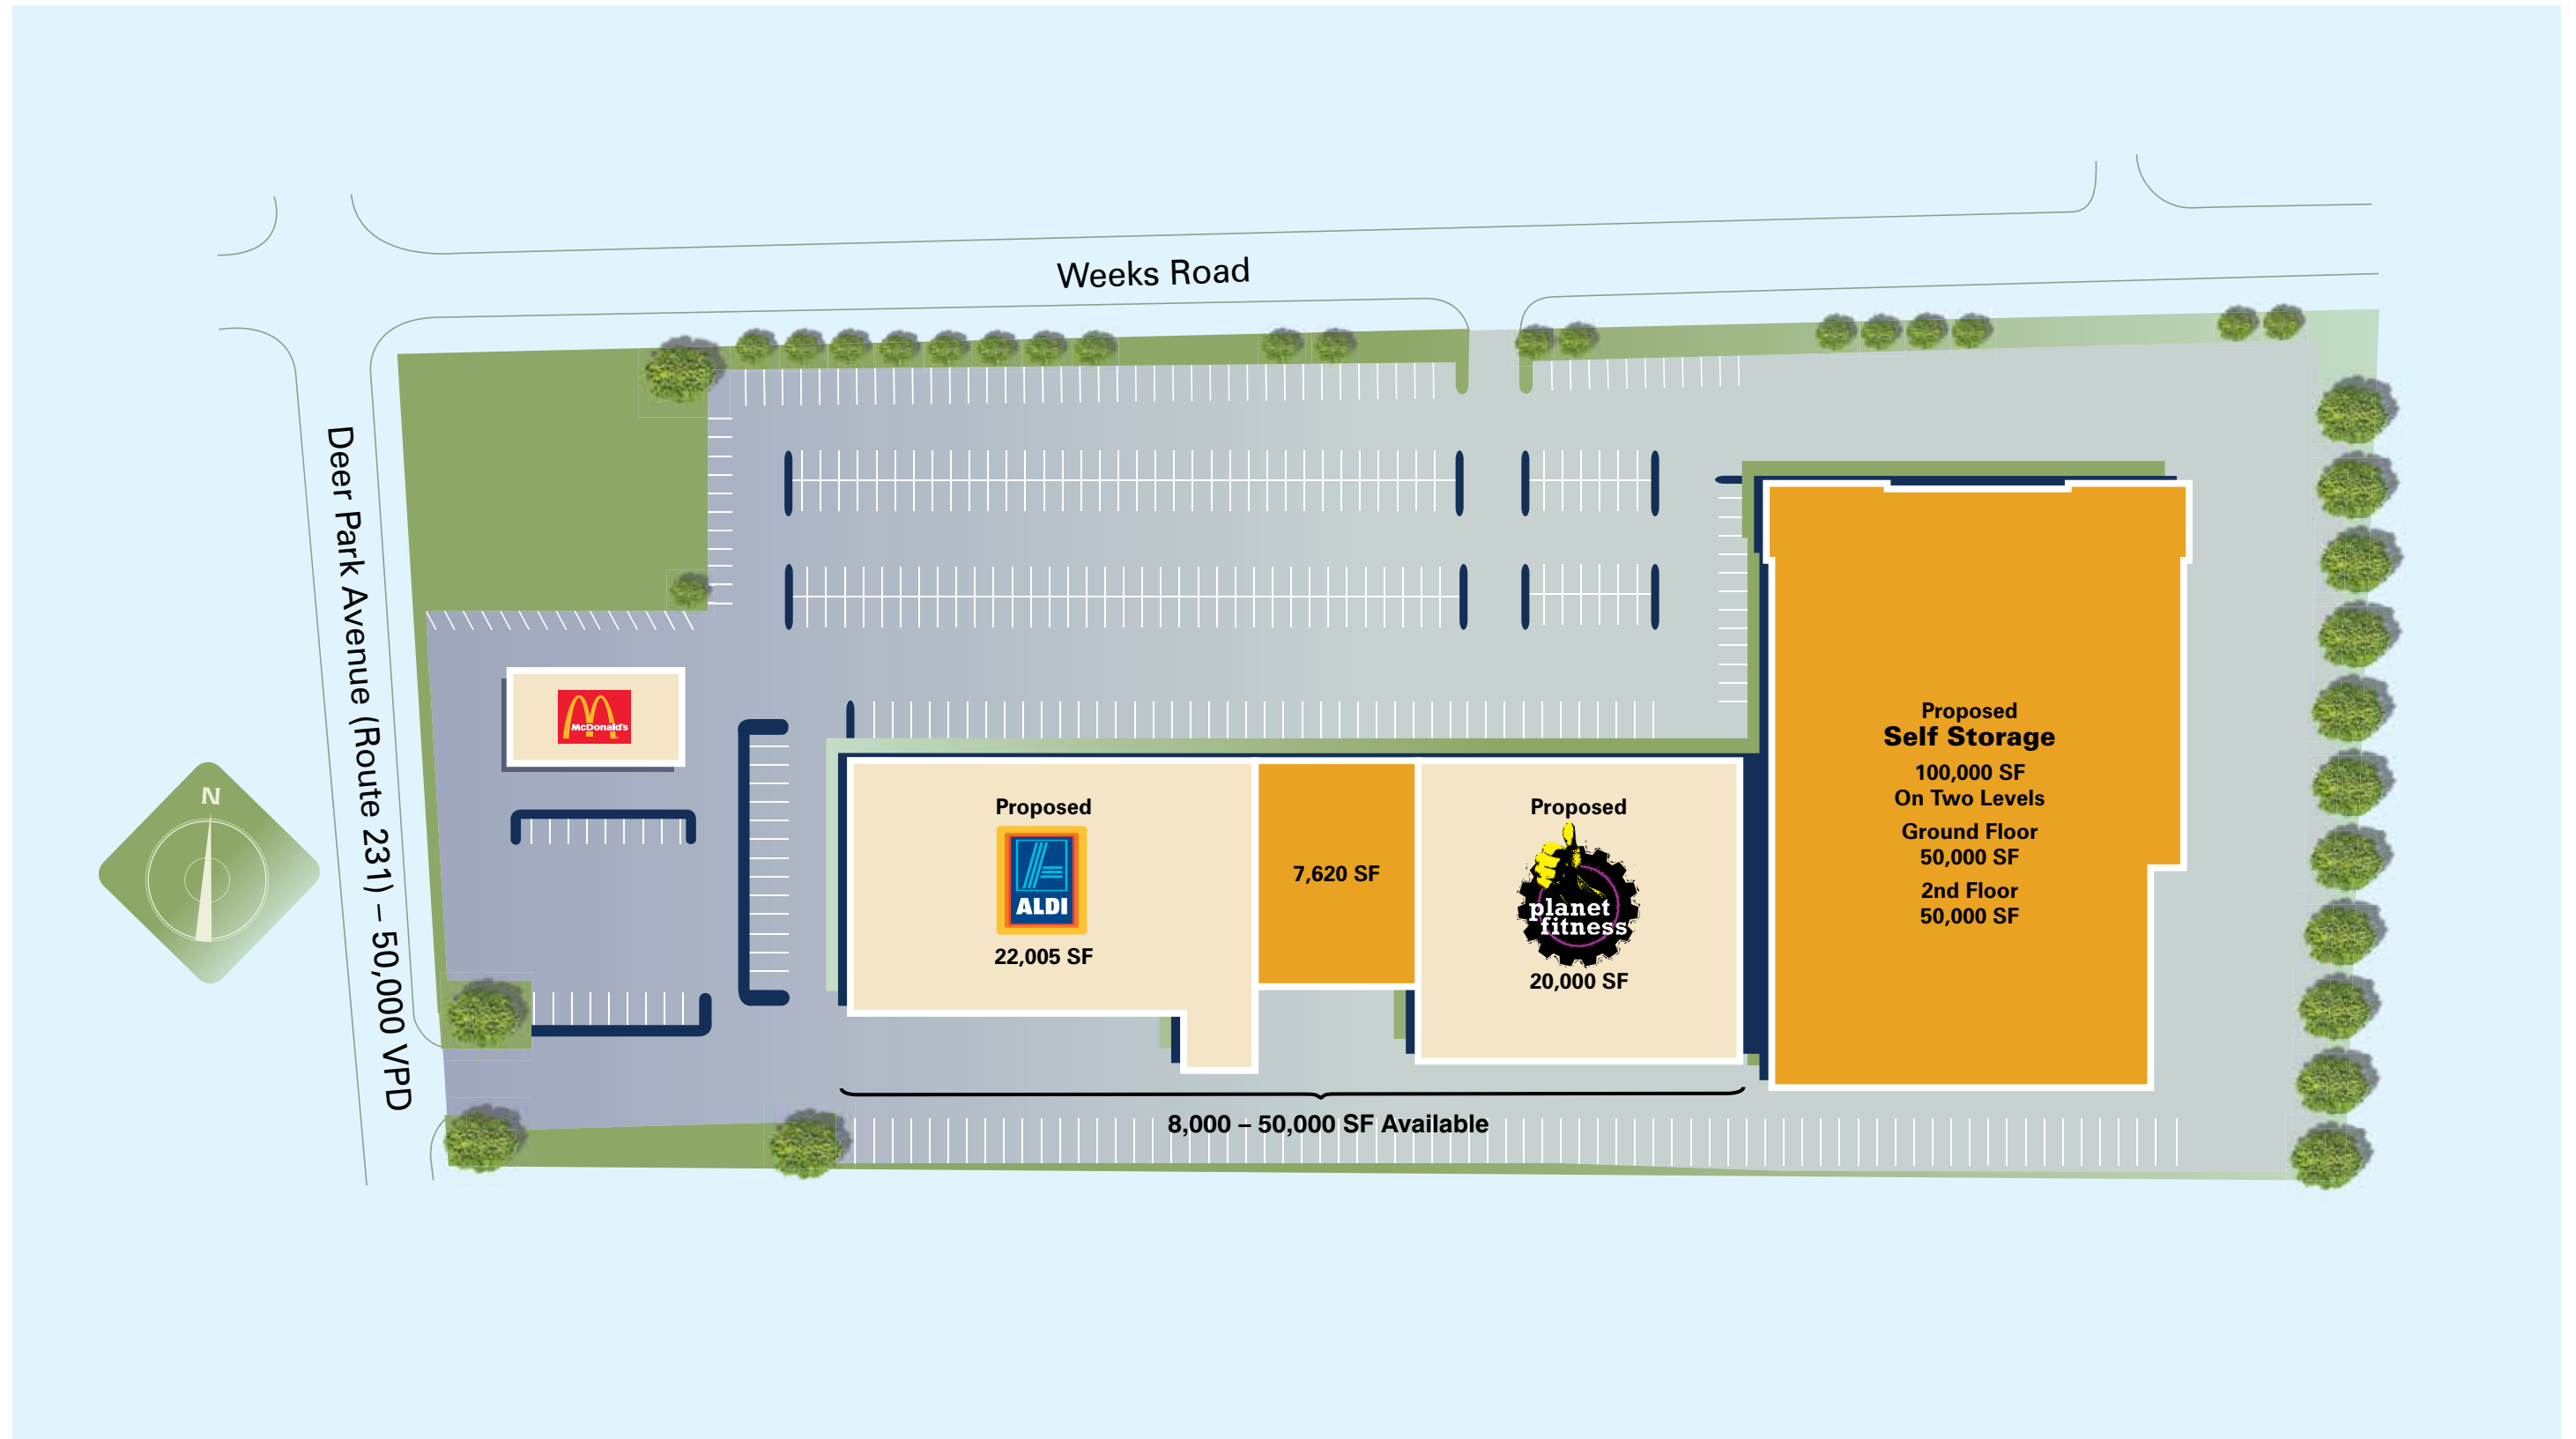 Weeks Road
Deer Park Avenue (Route 231) – 50,000 VPD
N
McDonald's
Proposed
ALDI
22,005 SF
7,620 SF
Proposed
planet
fitness
20,000 SF
Proposed
Self Storage
100,000 SF
On Two Levels
Ground Floor
50,000 SF
2nd Floor
50,000 SF
8,000 – 50,000 SF Available